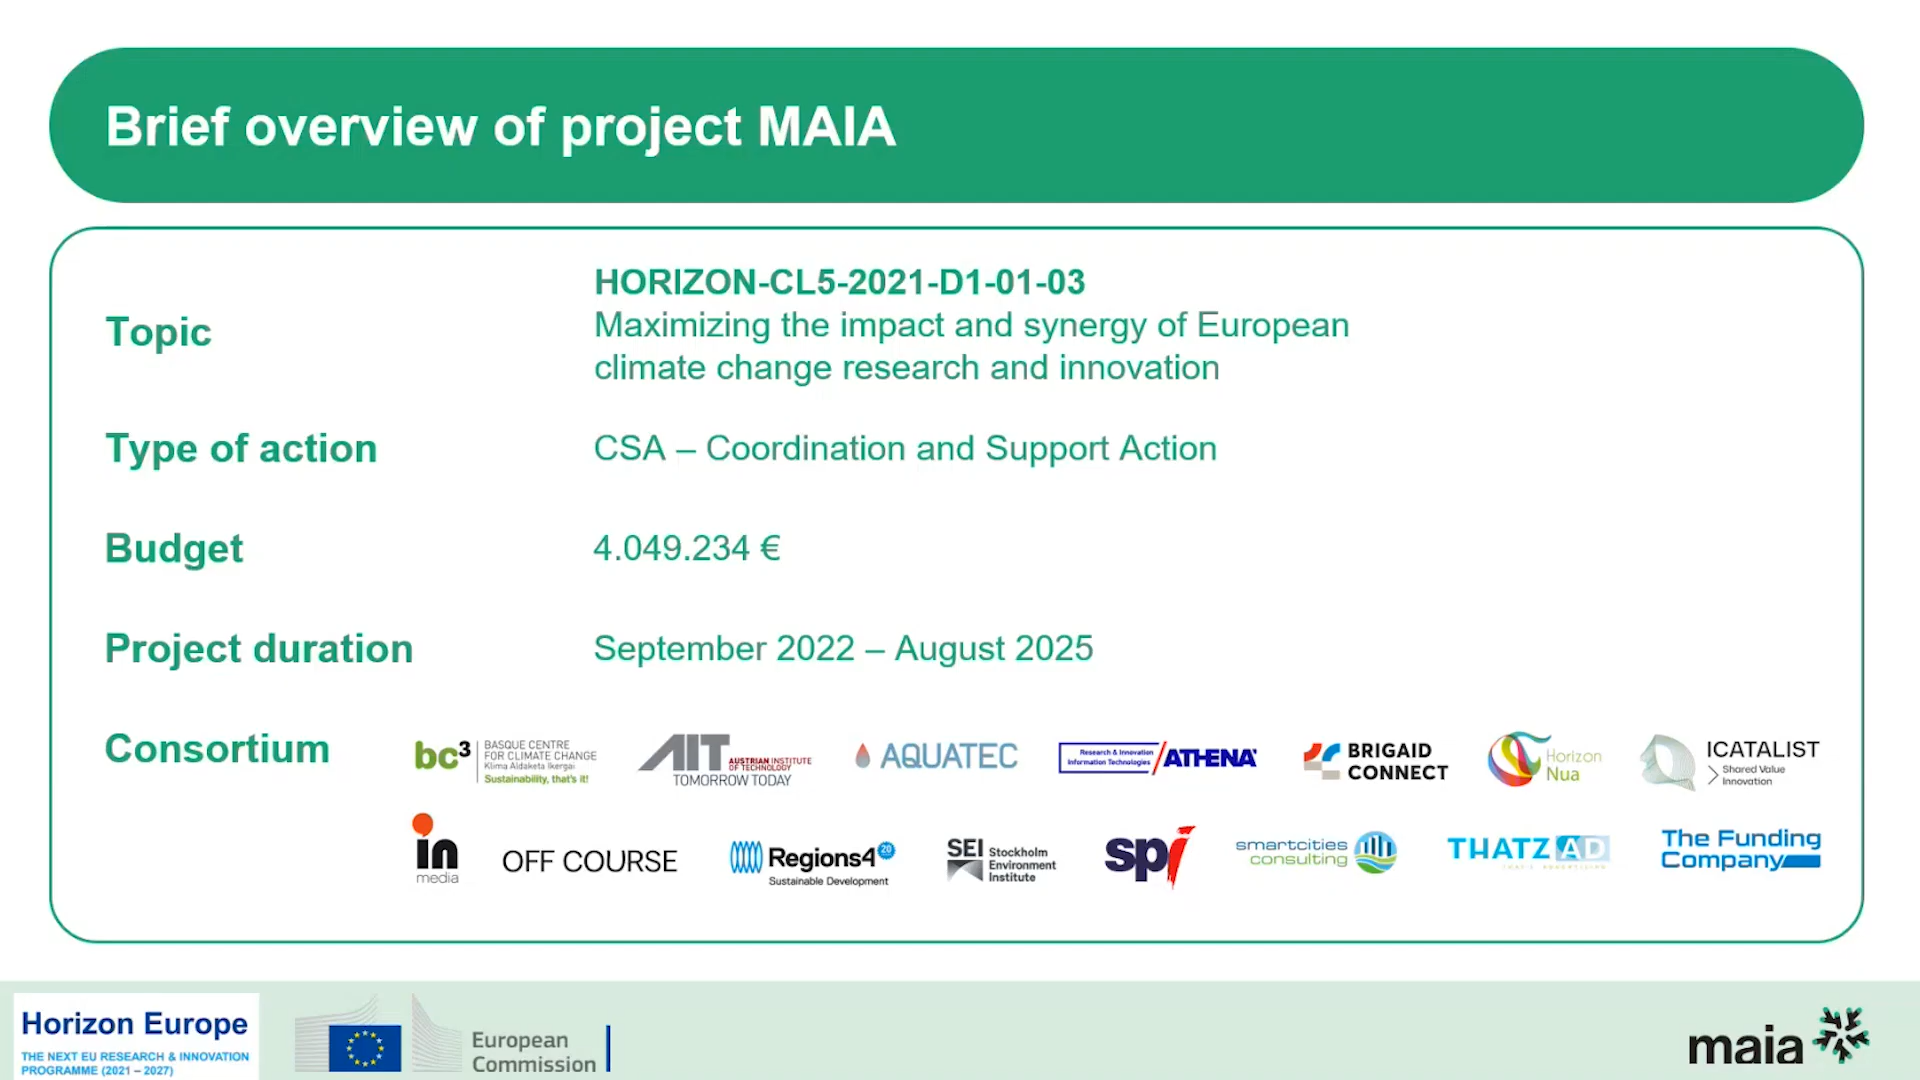 Brief overview of project MAIA
Topic
HORIZON-CL5-2021-D1-01-03
Maximizing the impact and synergy of European
climate change research and innovation
Type of action
CSA – Coordination and Support Action
Budget
4.049.234 €
Project duration
September 2022 – August 2025
Consortium
bc³
BASQUE CENTRE
FOR CLIMATE CHANGE
Klima Aldaketa Ikergai
Sustainability, that's it!
AIT
AUSTRIAN INSTITUTE
OF TECHNOLOGY
TOMORROW TODAY
AQUATEC
Research & Innovation
Information Technologies
ATHENA
BRIGAID
CONNECT
Horizon
Nua
ICATALIST
Shared Value
Innovation
in
media
OFF COURSE
Regions4
20
Sustainable Development
SEI
Stockholm
Environment
Institute
spi
smartcities
consulting
THATZ AD
The Funding
Company
Horizon Europe
THE NEXT EU RESEARCH & INNOVATION
PROGRAMME (2021 – 2027)
European
Commission
maia